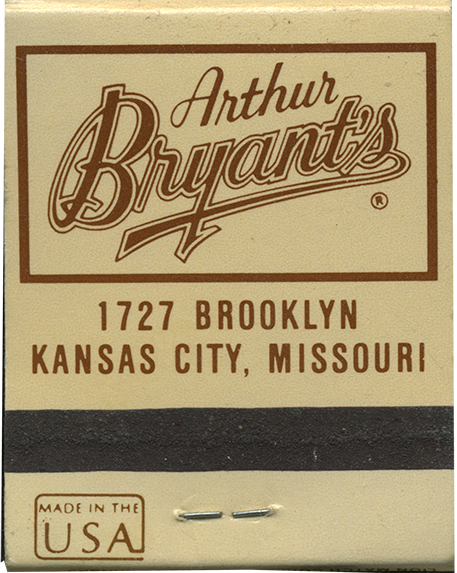 Arthur
Bryant's
®
1727 BROOKLYN
KANSAS CITY, MISSOURI
MADE IN THE
USA